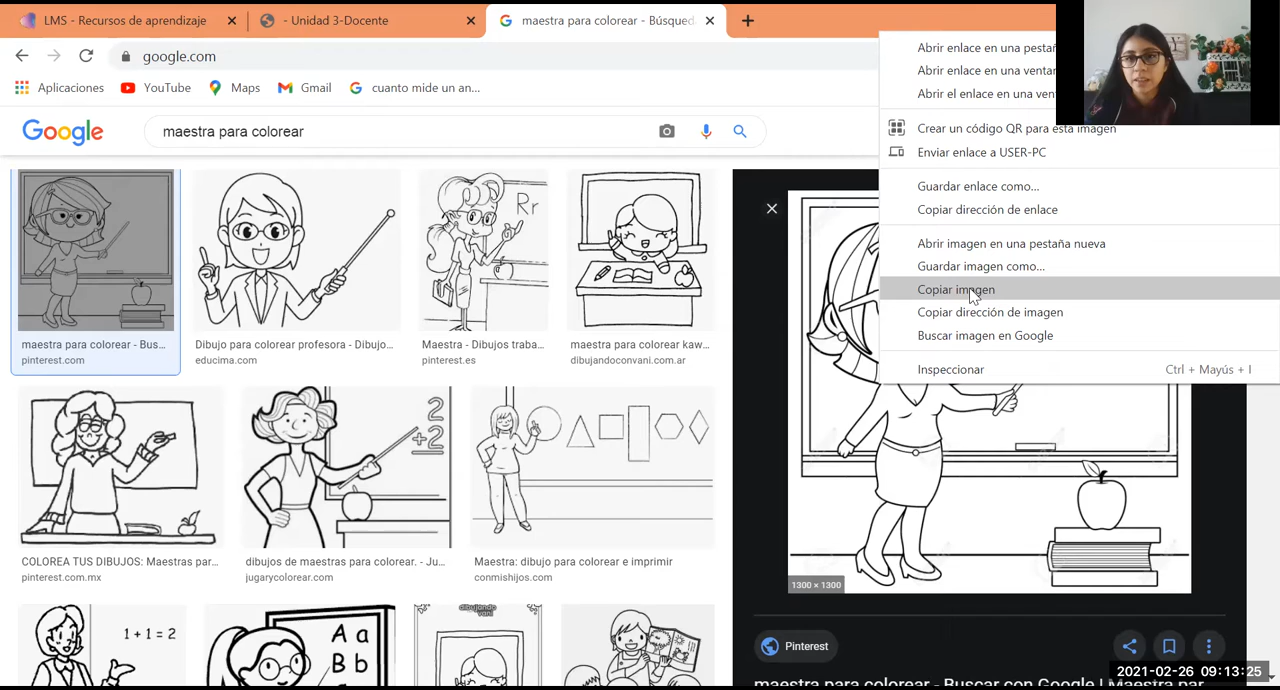 LMS - Recursos de aprendizaje
- Unidad 3-Docente
maestra para colorear - Búsqued
google.com
Aplicaciones
YouTube
Maps
Gmail
cuanto mide un an...
Google
maestra para colorear
Abrir enlace en una pestañ
Abrir enlace en una ventan
Abrir el enlace en una ven
Crear un código QR para esta imagen
Enviar enlace a USER-PC
Guardar enlace como...
Copiar dirección de enlace
Abrir imagen en una pestaña nueva
Guardar imagen como...
Copiar imagen
Copiar dirección de imagen
Buscar imagen en Google
Inspeccionar Ctrl + Mayús + I
Rr
maestra para colorear - Bus...
pinterest.com
Dibujo para colorear profesora - Dibujo...
educima.com
Maestra - Dibujos traba...
pinterest.es
maestra para colorear kaw...
dibujandoconvani.com.ar
2
+2
COLOREA TUS DIBUJOS: Maestras par...
pinterest.com.mx
dibujos de maestras para colorear. - Ju...
jugarycolorear.com
Maestra: dibujo para colorear e imprimir
conmishijos.com
1300 × 1300
1+1=2
A a
B b
dibujando
vani
Pinterest
2021-02-26 09:13:25
maestra para colorear - Buscar con Google | Maestra par